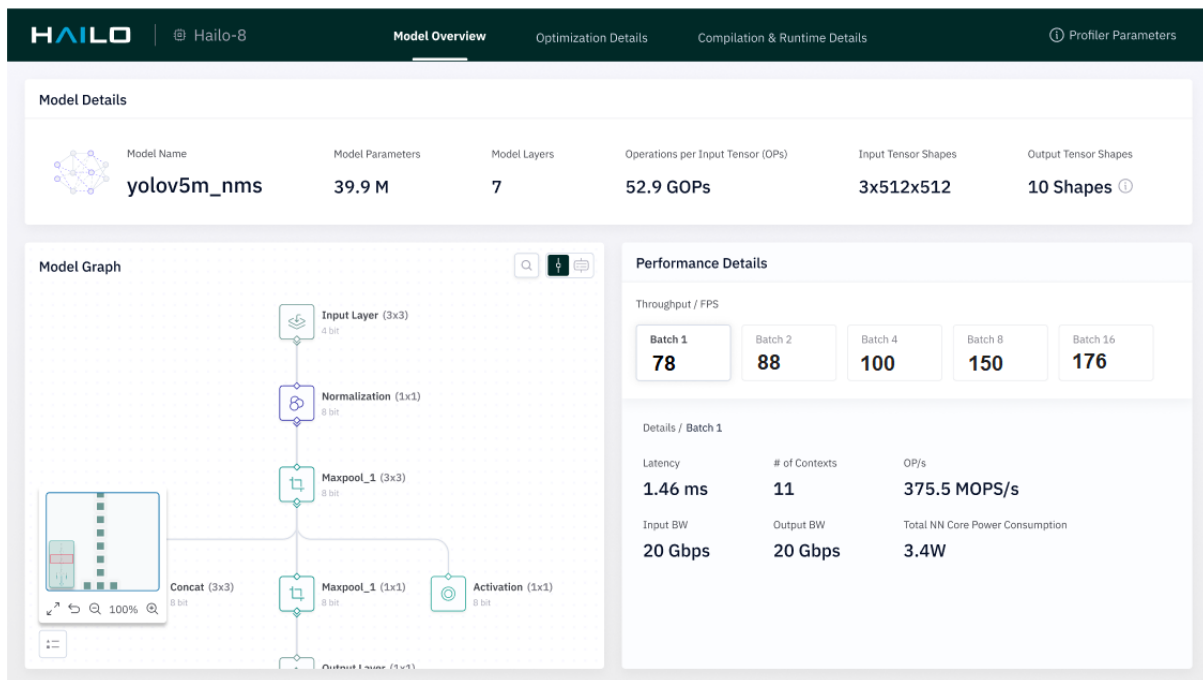 HAILO
Hailo-8
Model Overview
Optimization Details
Compilation & Runtime Details
Profiler Parameters
Model Details
Model Name
Model Parameters
Model Layers
Operations per Input Tensor (OPs)
Input Tensor Shapes
Output Tensor Shapes
yolov5m_nms
39.9 M
7
52.9 GOPs
3x512x512
10 Shapes
Model Graph
Input Layer (3x3)
4 bit
Normalization (1x1)
8 bit
Maxpool_1 (3x3)
8 bit
Concat (3x3)
8 bit
Maxpool_1 (1x1)
8 bit
Activation (1x1)
8 bit
100%
Output Layer (1x1)
Performance Details
Throughput / FPS
Batch 1
78
Batch 2
88
Batch 4
100
Batch 8
150
Batch 16
176
Details / Batch 1
Latency
# of Contexts
OP/s
1.46 ms
11
375.5 MOPS/s
Input BW
Output BW
Total NN Core Power Consumption
20 Gbps
20 Gbps
3.4W